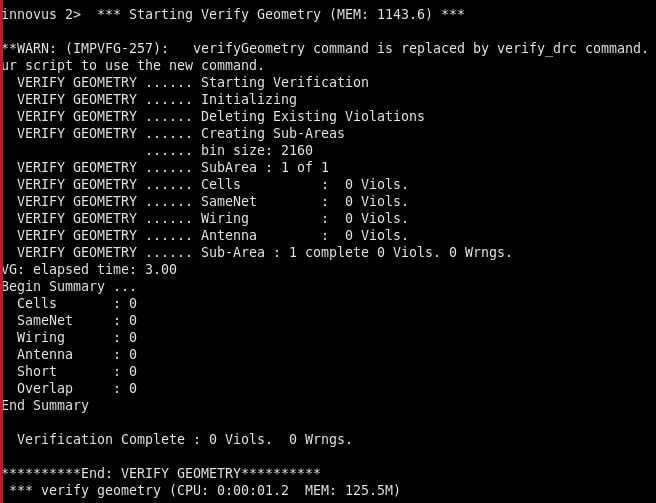 innovus 2>  *** Starting Verify Geometry (MEM: 1143.6) ***
**WARN: (IMPVFG-257):   verifyGeometry command is replaced by verify_drc command.
ur script to use the new command.
  VERIFY GEOMETRY ...... Starting Verification
  VERIFY GEOMETRY ...... Initializing
  VERIFY GEOMETRY ...... Deleting Existing Violations
  VERIFY GEOMETRY ...... Creating Sub-Areas
                  ...... bin size: 2160
  VERIFY GEOMETRY ...... SubArea : 1 of 1
  VERIFY GEOMETRY ...... Cells          :  0 Viols.
  VERIFY GEOMETRY ...... SameNet        :  0 Viols.
  VERIFY GEOMETRY ...... Wiring         :  0 Viols.
  VERIFY GEOMETRY ...... Antenna        :  0 Viols.
  VERIFY GEOMETRY ...... Sub-Area : 1 complete 0 Viols. 0 Wrngs.
VG: elapsed time: 3.00
Begin Summary ...
  Cells       : 0
  SameNet     : 0
  Wiring      : 0
  Antenna     : 0
  Short       : 0
  Overlap     : 0
End Summary
  Verification Complete : 0 Viols.  0 Wrngs.
**********End: VERIFY GEOMETRY**********
 *** verify geometry (CPU: 0:00:01.2  MEM: 125.5M)